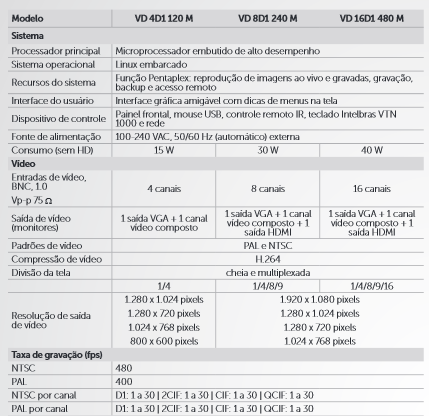 Modelo VD 4D1 120 M VD 8D1 240 M VD 16D1 480 M
Sistema
Processador principal Microprocessador embutido de alto desempenho
Sistema operacional Linux embarcado
Recursos do sistema Função Pentaplex: reprodução de imagens ao vivo e gravadas, gravação,
backup e acesso remoto
Interface do usuário Interface gráfica amigável com dicas de menus na tela
Dispositivo de controle Painel frontal, mouse USB, controle remoto IR, teclado Intelbras VTN
1000 e rede
Fonte de alimentação 100-240 VAC, 50/60 Hz (automático) externa
Consumo (sem HD) 15 W 30 W 40 W
Vídeo
Entradas de vídeo,
BNC, 1.0
Vp-p 75 Ω
4 canais 8 canais 16 canais
Saída de vídeo
(monitores)
1 saída VGA + 1 canal
vídeo composto
1 saída VGA + 1 canal
vídeo composto + 1
saída HDMI
1 saída VGA + 1 canal
vídeo composto + 1
saída HDMI
Padrões de vídeo PAL e NTSC
Compressão de vídeo H.264
Divisão da tela cheia e multiplexada
1/4 1/4/8/9 1/4/8/9/16
Resolução de saída
de vídeo
1.280 x 1.024 pixels 1.920 x 1.080 pixels
1.280 x 720 pixels 1.280 x 1.024 pixels
1.024 x 768 pixels 1.280 x 720 pixels
800 x 600 pixels 1.024 x 768 pixels
Taxa de gravação (fps)
NTSC 480
PAL 400
NTSC por canal D1: 1 a 30 | 2CIF: 1 a 30 | CIF: 1 a 30 | QCIF: 1 a 30
PAL por canal D1: 1 a 30 | 2CIF: 1 a 30 | CIF: 1 a 30 | QCIF: 1 a 30